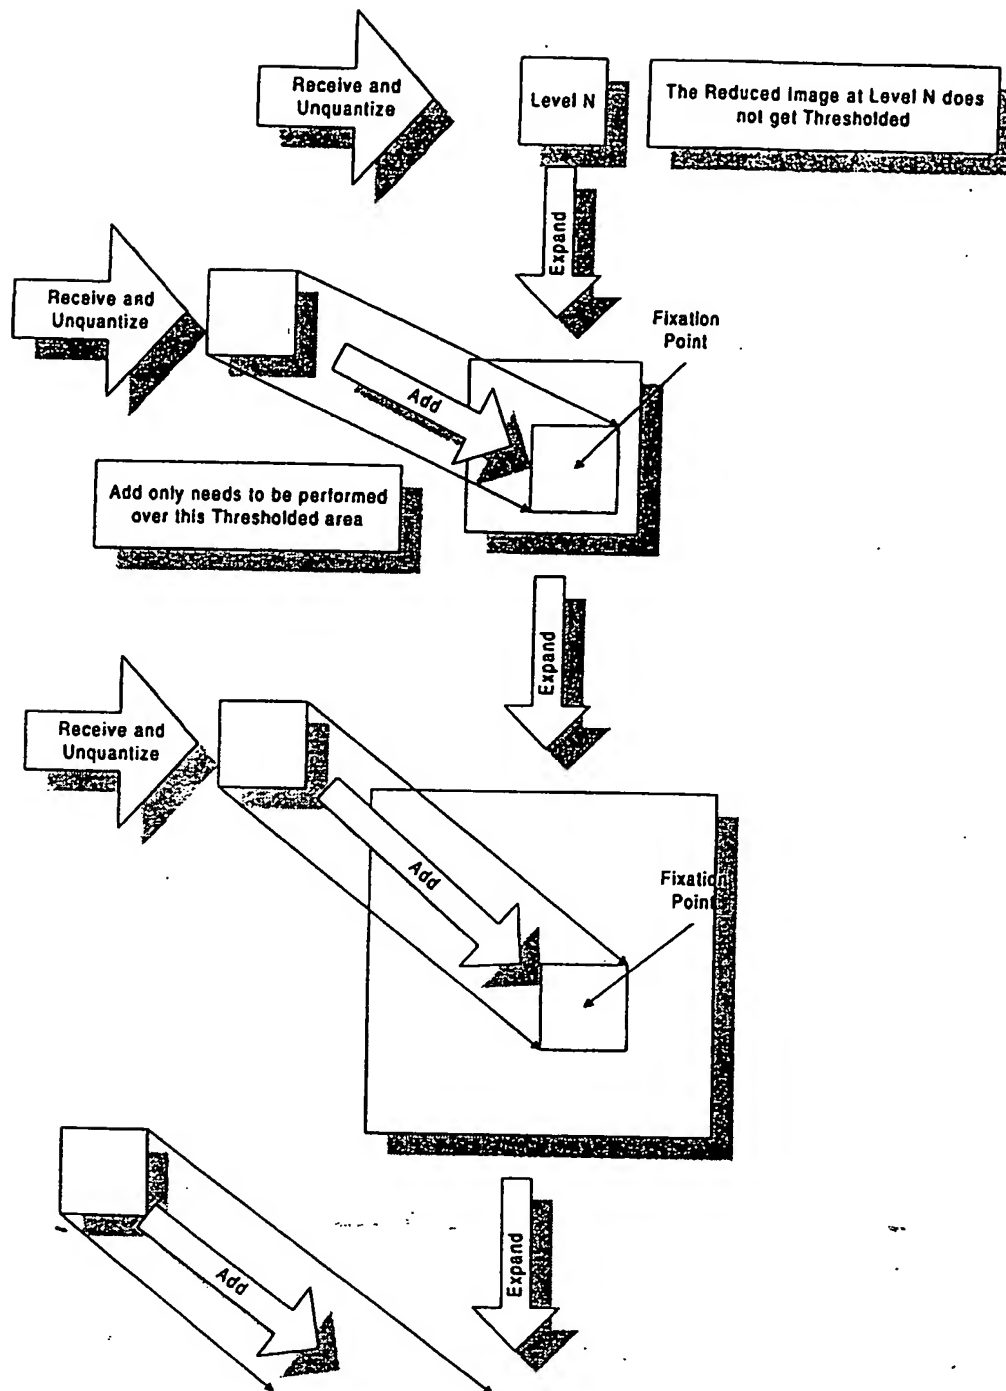 Receive and
Unquantize
Level N
The Reduced Image at Level N does
not get Thresholded
Expand
Receive and
Unquantize
Fixation
Point
Add
Add only needs to be performed
over this Thresholded area
Expand
Receive and
Unquantize
Add
Fixation
Point
Add
Expand